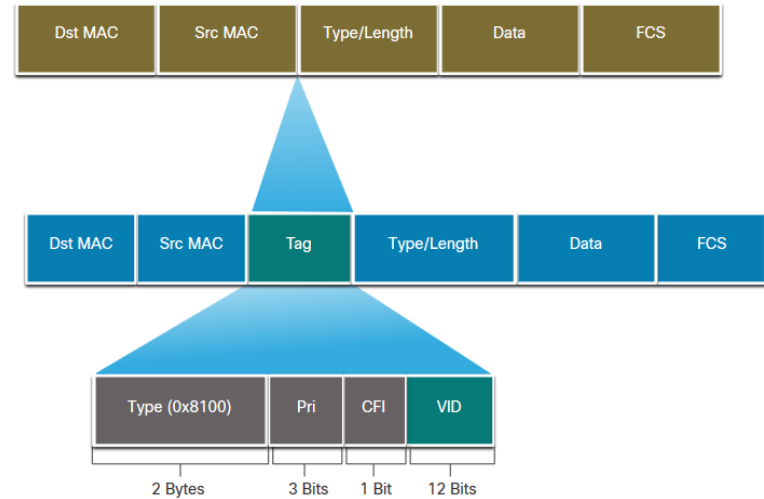 Dst MAC Src MAC Type/Length Data FCS
Dst MAC Src MAC Tag Type/Length Data FCS
Type (0x8100) Pri CFI VID
2 Bytes 3 Bits 1 Bit 12 Bits